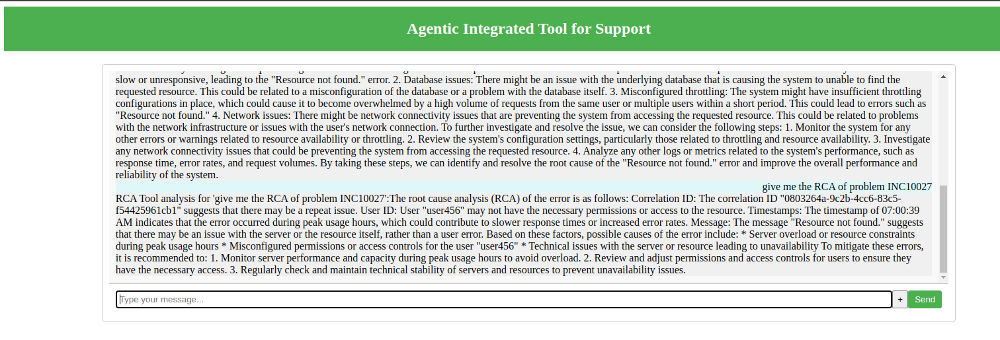 Agentic Integrated Tool for Support
slow or unresponsive, leading to the "Resource not found." error. 2. Database issues: There might be an issue with the underlying database that is causing the system to unable to find the
requested resource. This could be related to a misconfiguration of the database or a problem with the database itself. 3. Misconfigured throttling: The system might have insufficient throttling
configurations in place, which could cause it to become overwhelmed by a high volume of requests from the same user or multiple users within a short period. This could lead to errors such as
"Resource not found." 4. Network issues: There might be network connectivity issues that are preventing the system from accessing the requested resource. This could be related to problems
with the network infrastructure or issues with the user's network connection. To further investigate and resolve the issue, we can consider the following steps: 1. Monitor the system for any
other errors or warnings related to resource availability or throttling. 2. Review the system's configuration settings, particularly those related to throttling and resource availability. 3. Investigate
any network connectivity issues that could be preventing the system from accessing the requested resource. 4. Analyze any other logs or metrics related to the system's performance, such as
response time, error rates, and request volumes. By taking these steps, we can identify and resolve the root cause of the "Resource not found." error and improve the overall performance and
reliability of the system.
give me the RCA of problem INC10027
RCA Tool analysis for 'give me the RCA of problem INC10027':The root cause analysis (RCA) of the error is as follows: Correlation ID: The correlation ID "0803264a-9c2b-4cc6-83c5-
f54425961cb1" suggests that there may be a repeat issue. User ID: User "user456" may not have the necessary permissions or access to the resource. Timestamps: The timestamp of 07:00:39
AM indicates that the error occurred during peak usage hours, which could contribute to slower response times or increased error rates. Message: The message "Resource not found." suggests
that there may be an issue with the server or the resource itself, rather than a user error. Based on these factors, possible causes of the error include: * Server overload or resource constraints
during peak usage hours * Misconfigured permissions or access controls for the user "user456" * Technical issues with the server or resource leading to unavailability To mitigate these errors,
it is recommended to: 1. Monitor server performance and capacity during peak usage hours to avoid overload. 2. Review and adjust permissions and access controls for users to ensure they
have the necessary access. 3. Regularly check and maintain technical stability of servers and resources to prevent unavailability issues.
Type your message...
+
Send